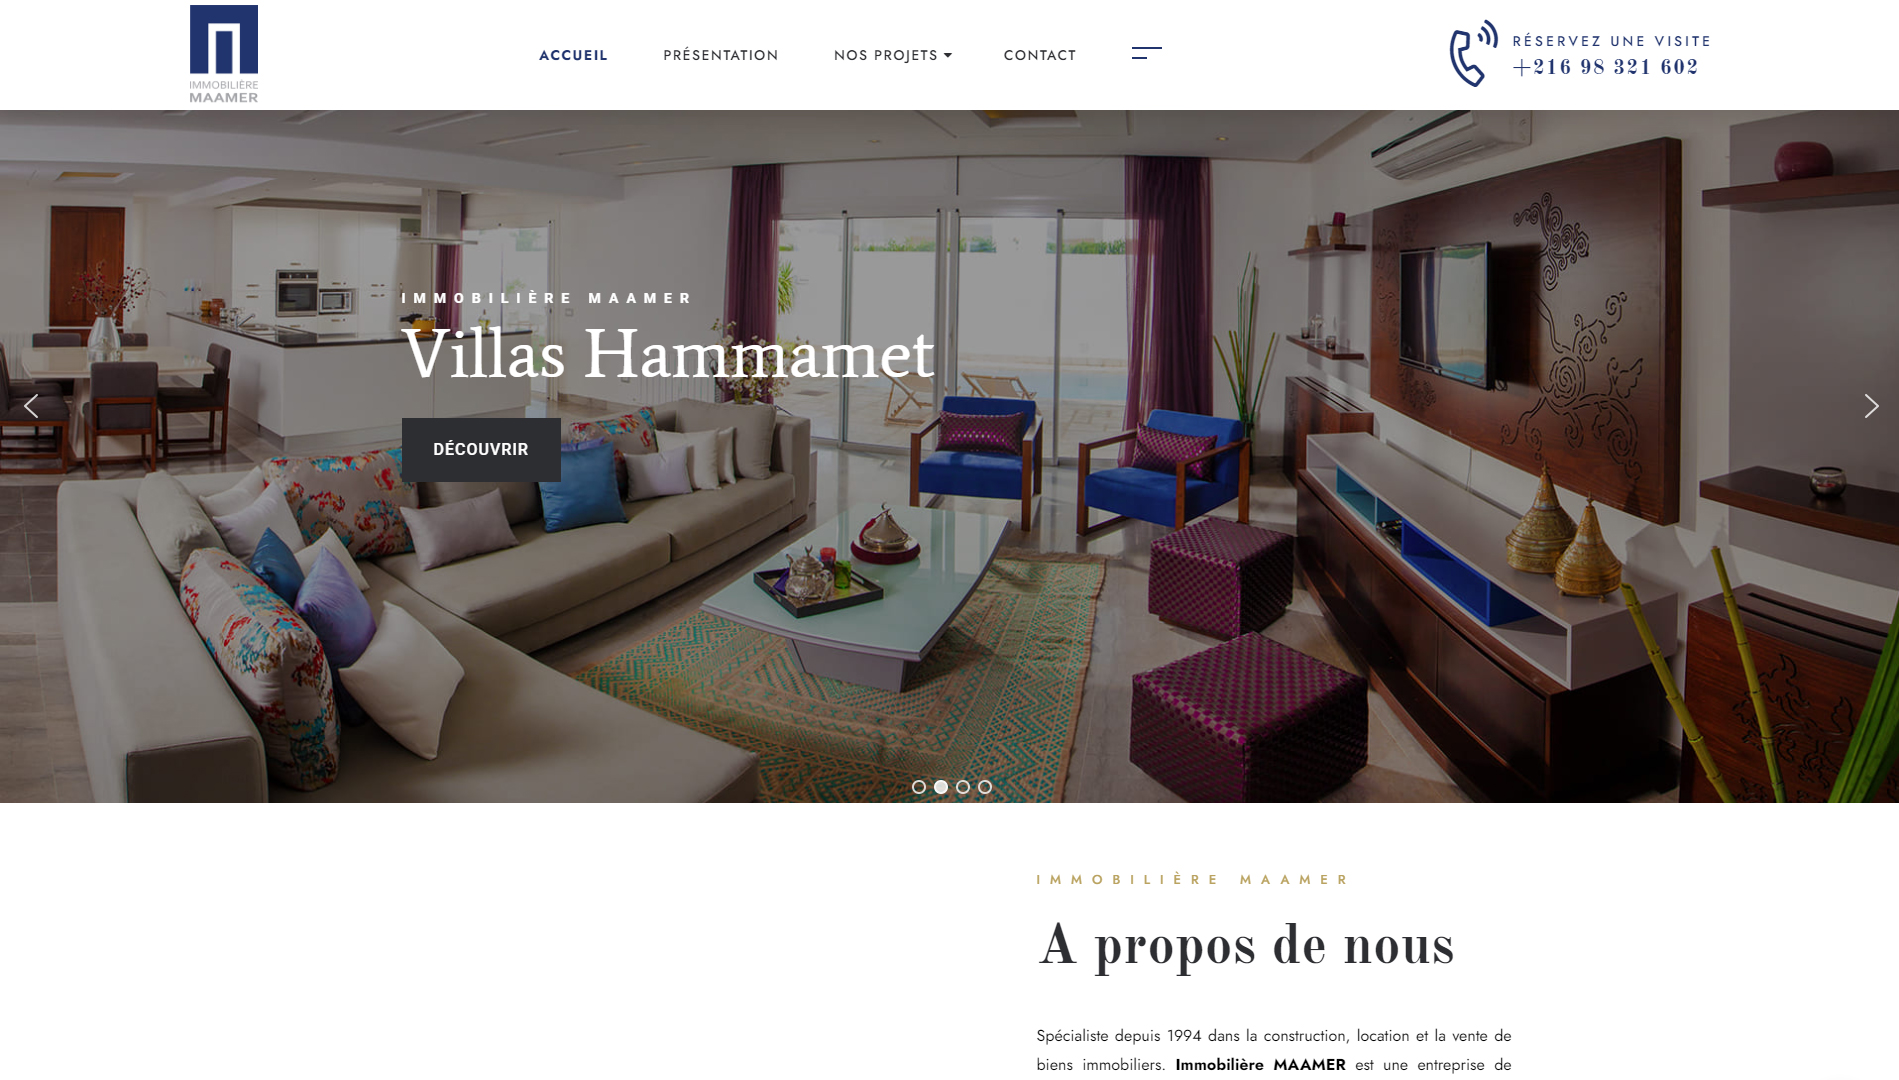 IMMOBILIÈRE
MAAMER
ACCUEIL
PRÉSENTATION
NOS PROJETS
CONTACT
RÉSERVEZ UNE VISITE
+216 98 321 602
IMMOBILIÈRE MAAMER
Villas Hammamet
DÉCOUVRIR
IMMOBILIÈRE MAAMER
A propos de nous
Spécialiste depuis 1994 dans la construction, location et la vente de
biens immobiliers. Immobilière MAAMER est une entreprise de